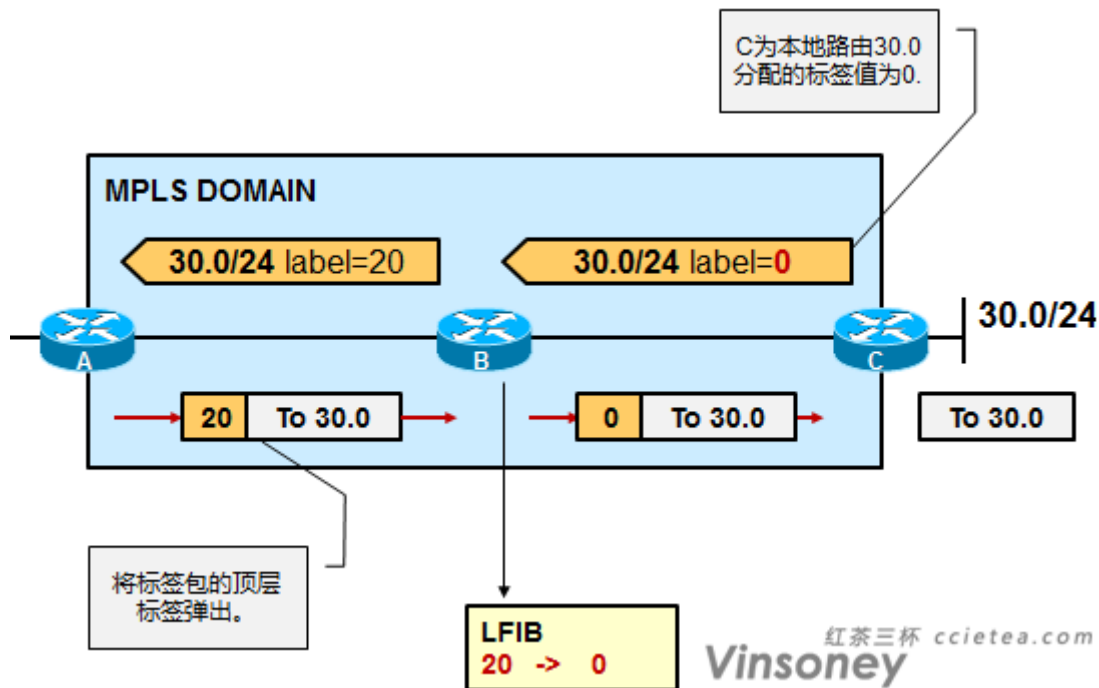 C为本地路由30.0
分配的标签值为0.
MPLS DOMAIN
30.0/24 label=20
30.0/24 label=0
30.0/24
A
B
C
20 To 30.0
0 To 30.0
To 30.0
将标签包的顶层
标签弹出。
LFIB
20 -> 0
红茶三杯 ccietea.com
Vinsoney